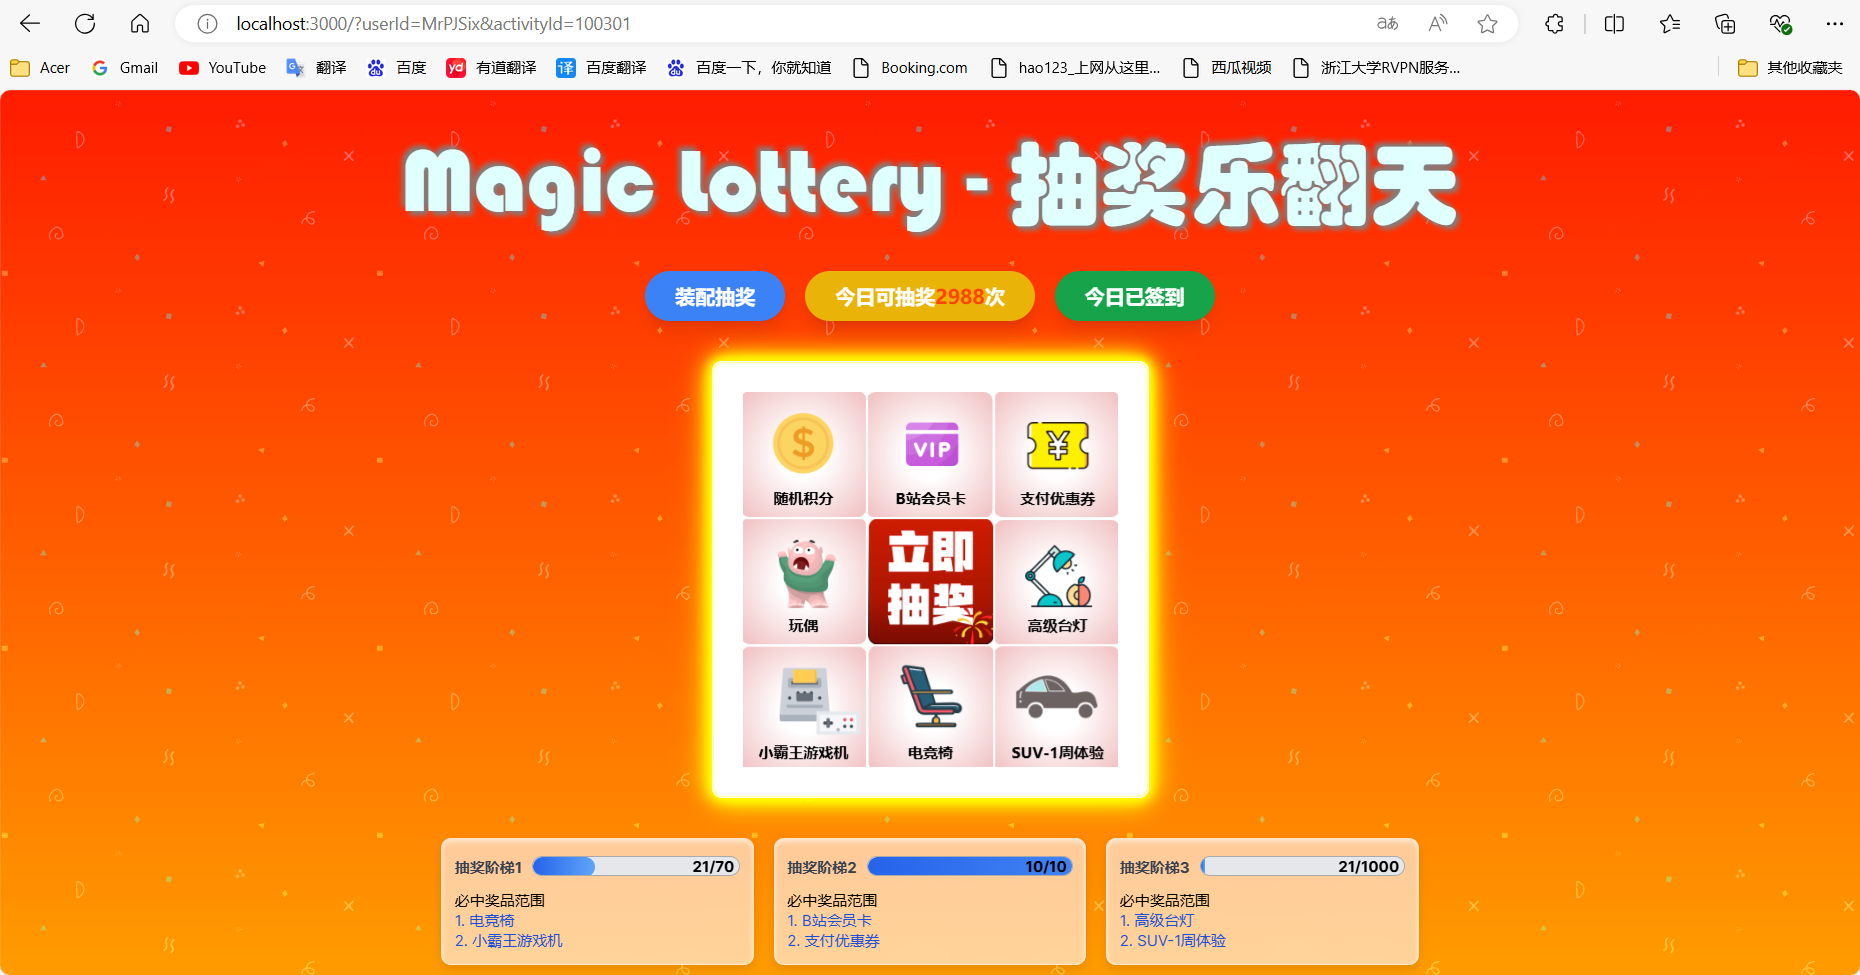 localhost:3000/?userId=MrPJSix&activityId=100301
aあ
A
Acer
Gmail
YouTube
翻译
百度
yd 有道翻译
译 百度翻译
百度一下，你就知道
Booking.com
hao123_上网从这里...
西瓜视频
浙江大学RVPN服务...
其他收藏夹
Magic Lottery - 抽奖乐翻天
装配抽奖
今日可抽奖2988次
今日已签到
$
VIP
¥
随机积分
B站会员卡
支付优惠券
立即
抽奖
玩偶
高级台灯
小霸王游戏机
电竞椅
SUV-1周体验
抽奖阶梯1 21/70
必中奖品范围
1. 电竞椅
2. 小霸王游戏机
抽奖阶梯2 10/10
必中奖品范围
1. B站会员卡
2. 支付优惠券
抽奖阶梯3 21/1000
必中奖品范围
1. 高级台灯
2. SUV-1周体验